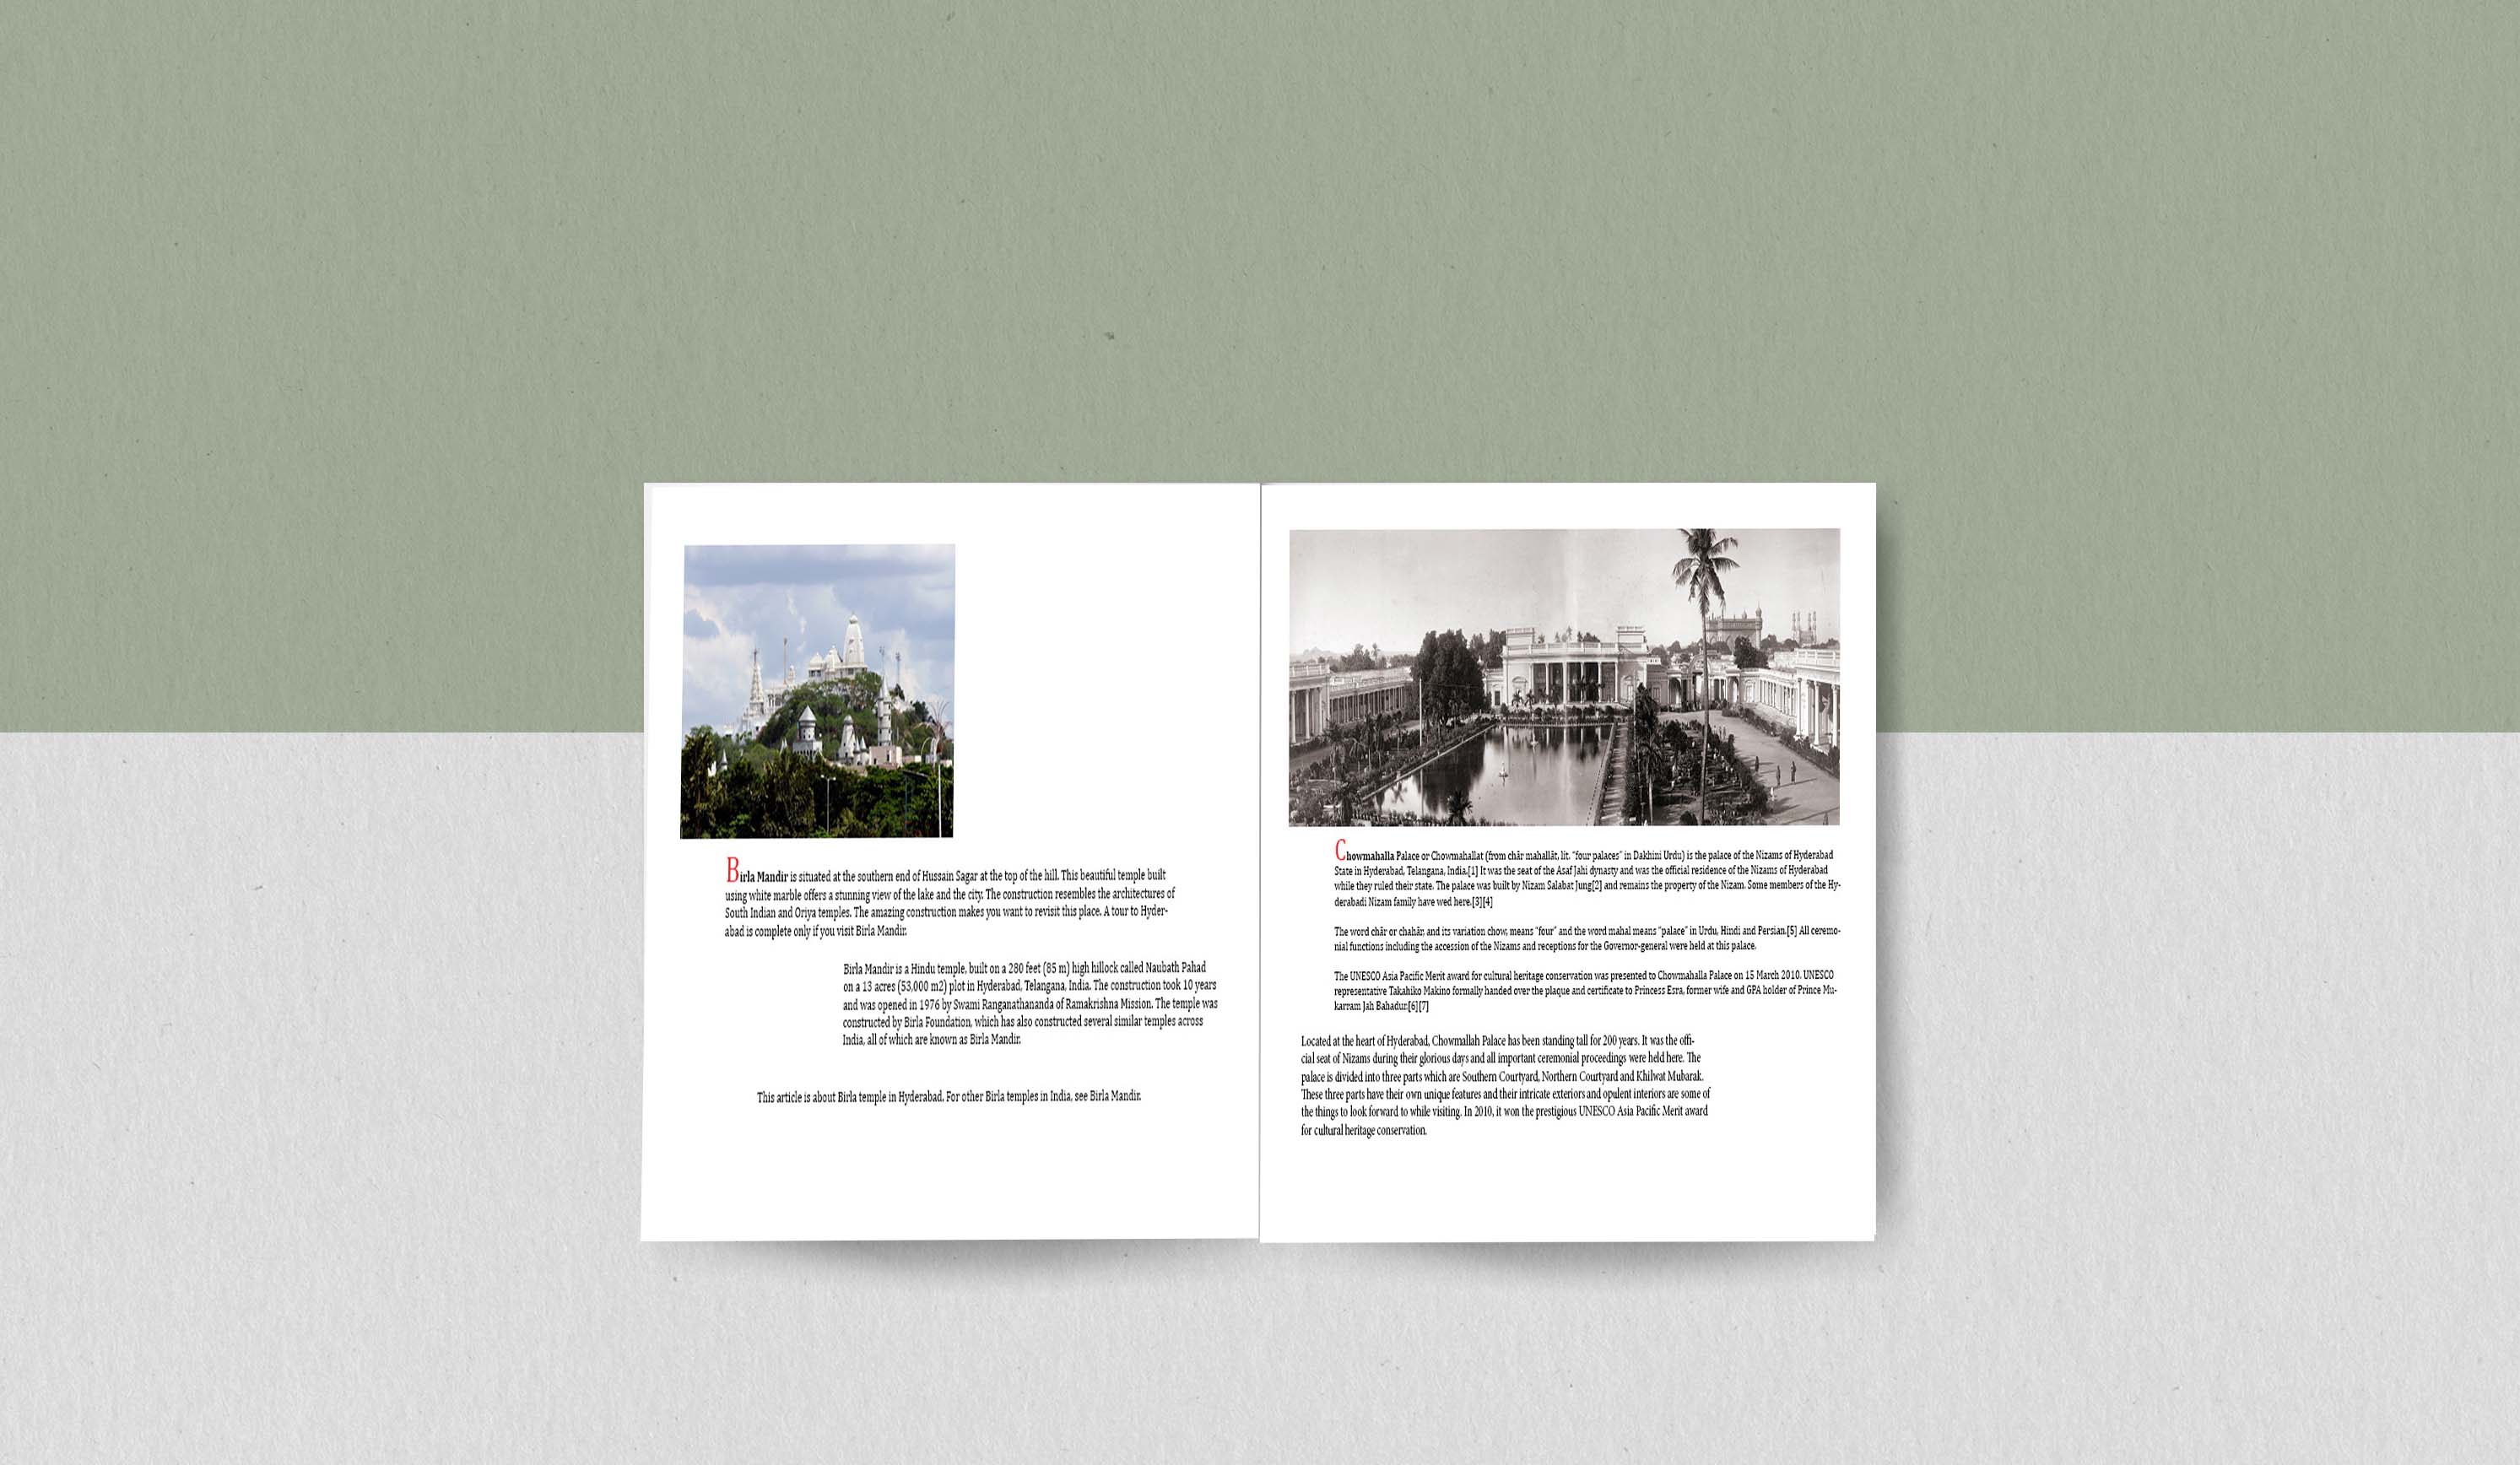 Birla Mandir is situated at the southern end of Hussain Sagar at the top of the hill. This beautiful temple built
using white marble offers a stunning view of the lake and the city. The construction resembles the architectures of
South Indian and Oriya temples. The amazing construction makes you want to revisit this place. A tour to Hyder-
abad is complete only if you visit Birla Mandir.
Birla Mandir is a Hindu temple, built on a 280 feet (85 m) high hillock called Naubath Pahad
on a 13 acres (53,000 m2) plot in Hyderabad, Telangana, India. The construction took 10 years
and was opened in 1976 by Swami Ranganathananda of Ramakrishna Mission. The temple was
constructed by Birla Foundation, which has also constructed several similar temples across
India, all of which are known as Birla Mandir.
This article is about Birla temple in Hyderabad. For other Birla temples in India, see Birla Mandir.
Chowmahalla Palace or Chowmahallat (from chār mahallāt, lit. "four palaces" in Dakhini Urdu) is the palace of the Nizams of Hyderabad
State in Hyderabad, Telangana, India.[1] It was the seat of the Asaf Jahi dynasty and was the official residence of the Nizams of Hyderabad
while they ruled their state. The palace was built by Nizam Salabat Jung[2] and remains the property of the Nizam. Some members of the Hy-
derabadi Nizam family have wed here.[3][4]
The word chār or chahār, and its variation chow, means "four" and the word mahal means "palace" in Urdu, Hindi and Persian.[5] All ceremo-
nial functions including the accession of the Nizams and receptions for the Governor-general were held at this palace.
The UNESCO Asia Pacific Merit award for cultural heritage conservation was presented to Chowmahalla Palace on 15 March 2010. UNESCO
representative Takahiko Makino formally handed over the plaque and certificate to Princess Esra, former wife and GPA holder of Prince Mu-
karram Jah Bahadur.[6][7]
Located at the heart of Hyderabad, Chowmallah Palace has been standing tall for 200 years. It was the offi-
cial seat of Nizams during their glorious days and all important ceremonial proceedings were held here. The
palace is divided into three parts which are Southern Courtyard, Northern Courtyard and Khilwat Mubarak.
These three parts have their own unique features and their intricate exteriors and opulent interiors are some of
the things to look forward to while visiting. In 2010, it won the prestigious UNESCO Asia Pacific Merit award
for cultural heritage conservation.